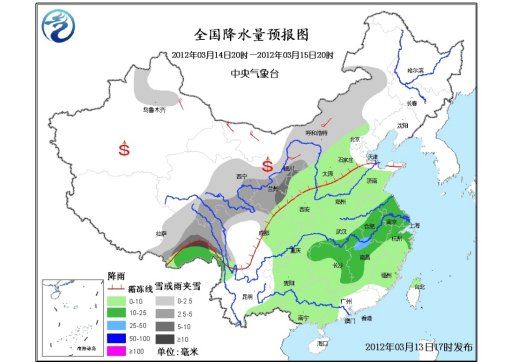 全国降水量预报图
2012年03月14日20时—2012年03月15日20时
中央气象台
哈尔滨
长春
沈阳
乌鲁木齐
呼和浩特
北京
天津
石家庄
太原
济南
银川
西宁
兰州
郑州
西安
拉萨
成都
重庆
武汉
合肥
南京
上海
杭州
南昌
长沙
福州
贵阳
昆明
台北
广州
南宁
澳门
香港
海口
降雨
霜冻线
雪或雨夹雪
0-10
10-25
25-50
50-100
≥100
0-2.5
2.5-5
5-10
≥10
单位:毫米
南海诸岛
2012年03月13日17时发布